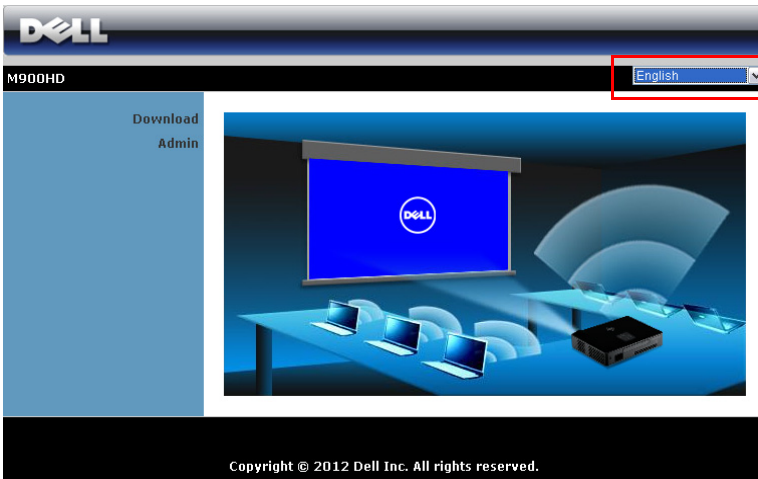 DELL
M900HD
English
Download
Admin
DELL
Copyright © 2012 Dell Inc. All rights reserved.